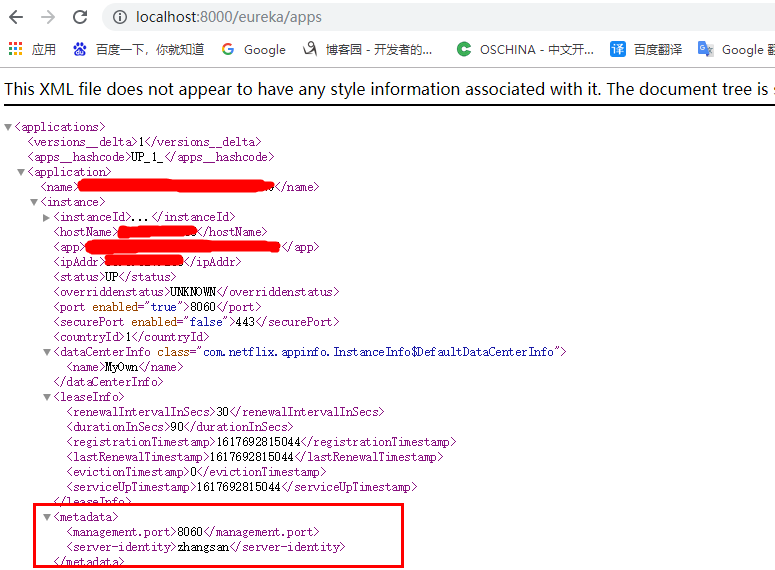 localhost:8000/eureka/apps
应用 百度一下，你就知道 Google 博客园 - 开发者的... OSCHINA - 中文开... 百度翻译 Google 翻
This XML file does not appear to have any style information associated with it. The document tree is
<applications>
<versions__delta>1</versions__delta>
<apps__hashcode>UP_1_</apps__hashcode>
<application>
<name></name>
<instance>
<instanceId>...</instanceId>
<hostName></hostName>
<app></app>
<ipAddr></ipAddr>
<status>UP</status>
<overriddenstatus>UNKNOWN</overriddenstatus>
<port enabled="true">8060</port>
<securePort enabled="false">443</securePort>
<countryId>1</countryId>
<dataCenterInfo class="com.netflix.appinfo.InstanceInfo$DefaultDataCenterInfo">
<name>MyOwn</name>
</dataCenterInfo>
<leaseInfo>
<renewalIntervalInSecs>30</renewalIntervalInSecs>
<durationInSecs>90</durationInSecs>
<registrationTimestamp>1617692815044</registrationTimestamp>
<lastRenewalTimestamp>1617692815044</lastRenewalTimestamp>
<evictionTimestamp>0</evictionTimestamp>
<serviceUpTimestamp>1617692815044</serviceUpTimestamp>
</leaseInfo>
<metadata>
<management.port>8060</management.port>
<server-identity>zhangsan</server-identity>
</metadata>